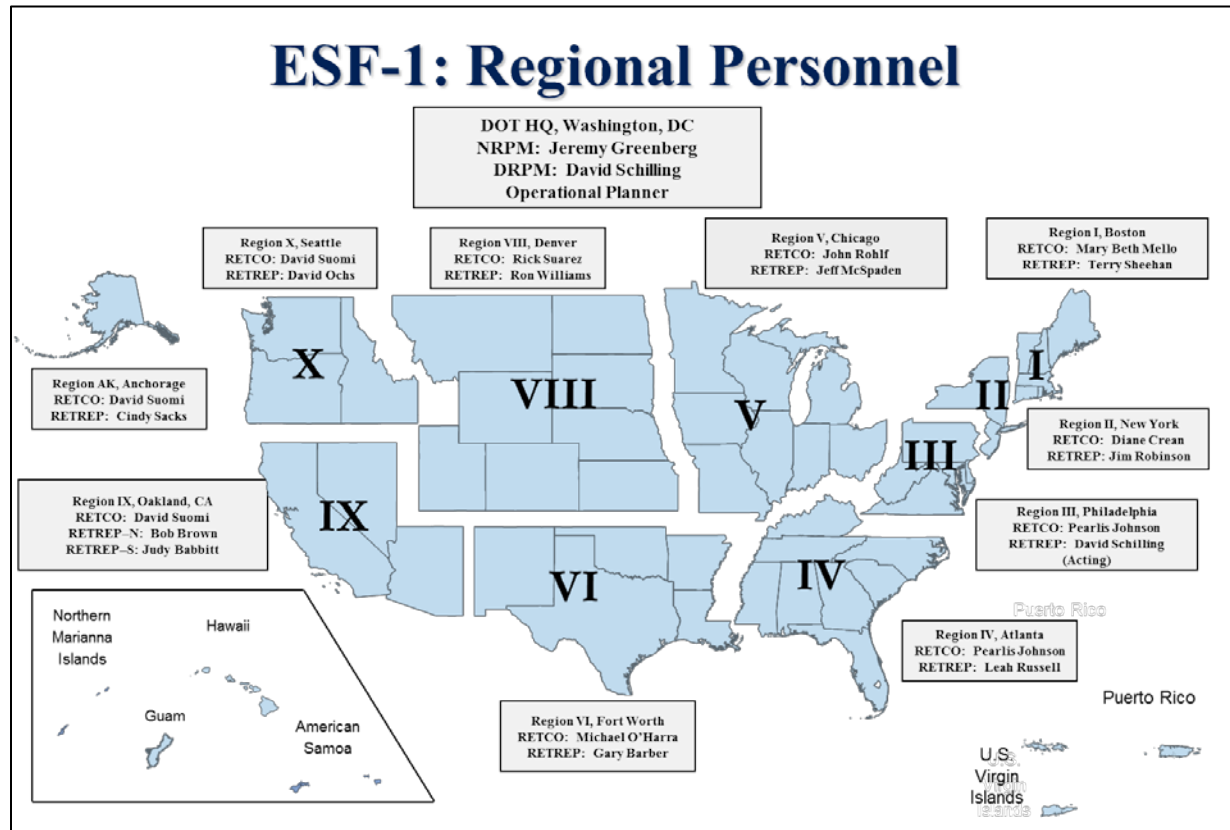 ESF-1: Regional Personnel
DOT HQ, Washington, DC
NRPM: Jeremy Greenberg
DRPM: David Schilling
Operational Planner
Region X, Seattle
RETCO: David Suomi
RETREP: David Ochs
Region VIII, Denver
RETCO: Rick Suarez
RETREP: Ron Williams
Region V, Chicago
RETCO: John Rohlf
RETREP: Jeff McSpaden
Region I, Boston
RETCO: Mary Beth Mello
RETREP: Terry Sheehan
Region AK, Anchorage
RETCO: David Suomi
RETREP: Cindy Sacks
X
VIII
V
I
II
III
Region II, New York
RETCO: Diane Crean
RETREP: Jim Robinson
Region IX, Oakland, CA
RETCO: David Suomi
RETREP–N: Bob Brown
RETREP–S: Judy Babbitt
IX
VI
IV
Region III, Philadelphia
RETCO: Pearlis Johnson
RETREP: David Schilling
(Acting)
Puerto Rico
Region IV, Atlanta
RETCO: Pearlis Johnson
RETREP: Leah Russell
Northern
Marianna
Islands
Hawaii
Guam
American
Samoa
Region VI, Fort Worth
RETCO: Michael O'Harra
RETREP: Gary Barber
Puerto Rico
U.S.
Virgin
Islands
U.S.
Virgin
Islands